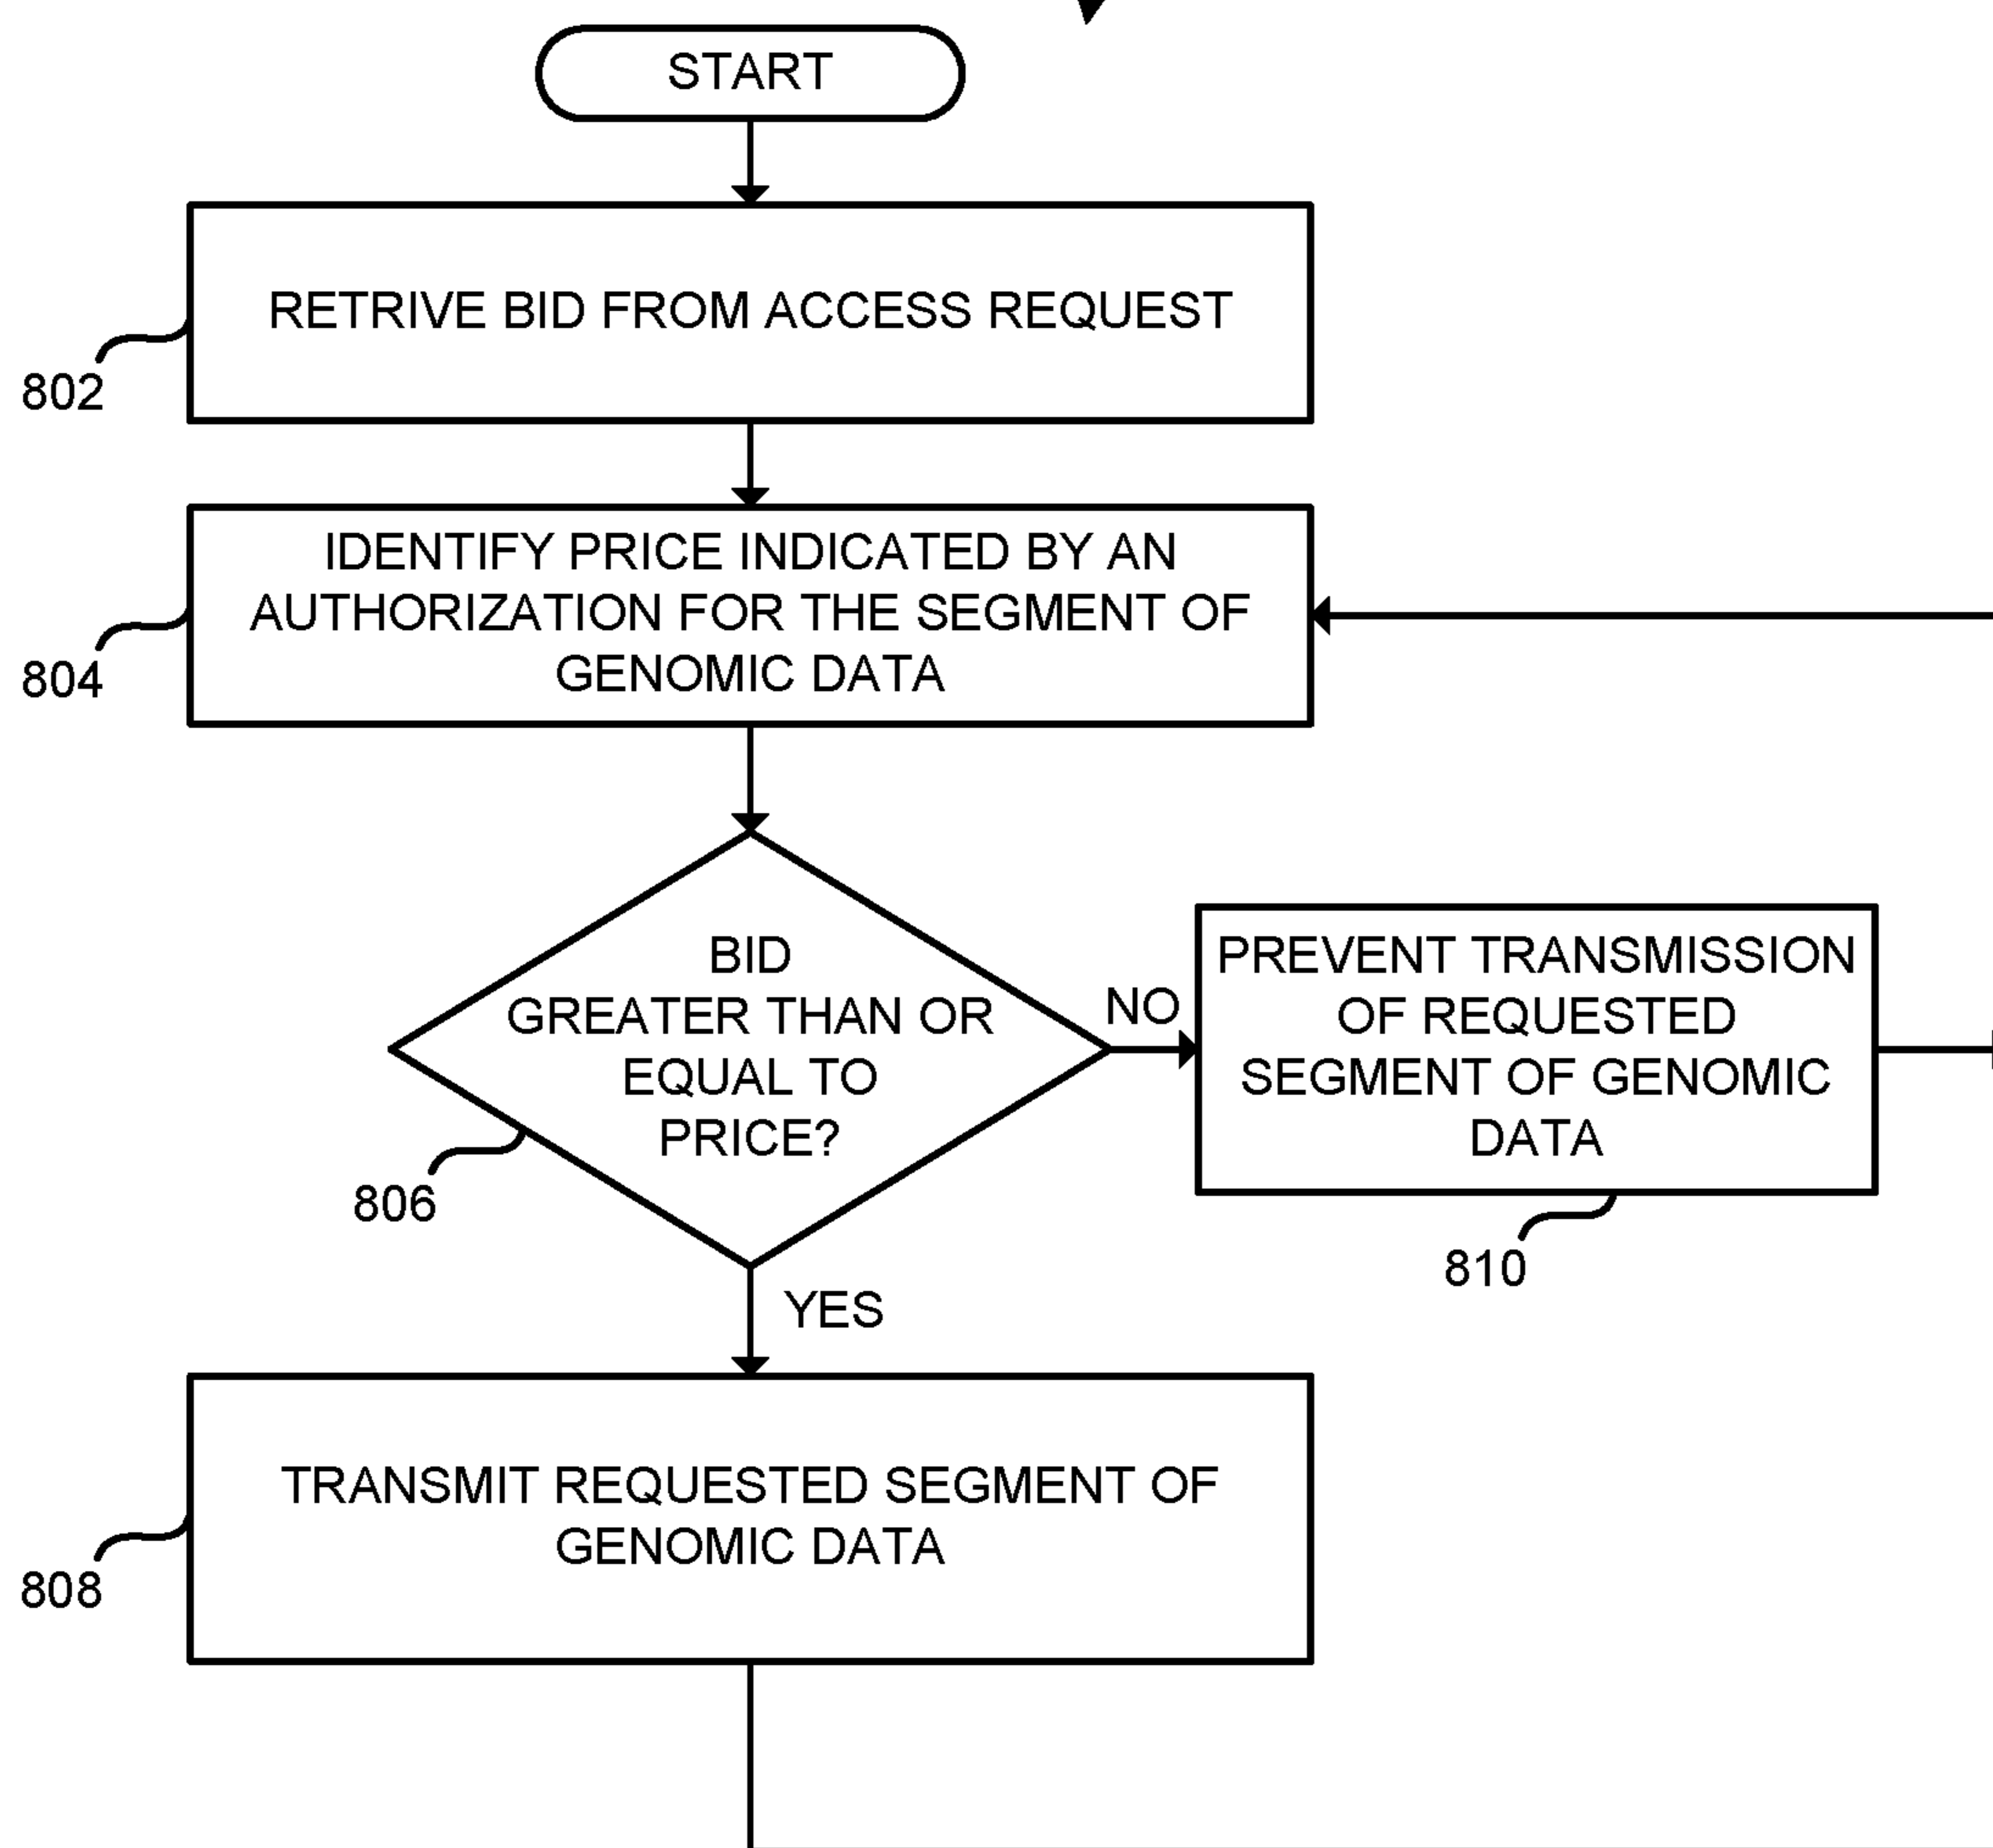 START
RETRIVE BID FROM ACCESS REQUEST
802
IDENTIFY PRICE INDICATED BY AN
AUTHORIZATION FOR THE SEGMENT OF
GENOMIC DATA
804
BID
GREATER THAN OR
EQUAL TO
PRICE?
806
NO
PREVENT TRANSMISSION
OF REQUESTED
SEGMENT OF GENOMIC
DATA
810
YES
TRANSMIT REQUESTED SEGMENT OF
GENOMIC DATA
808